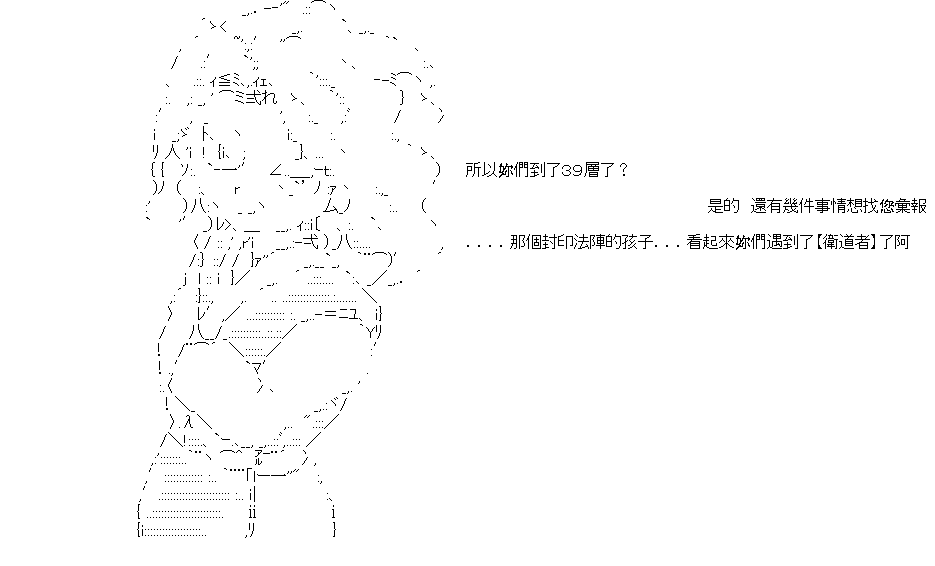 所以妳們到了39層了？
是的　還有幾件事情想找您彙報
....那個封印法陣的孩子...看起來妳們遇到了【衛道者】了阿